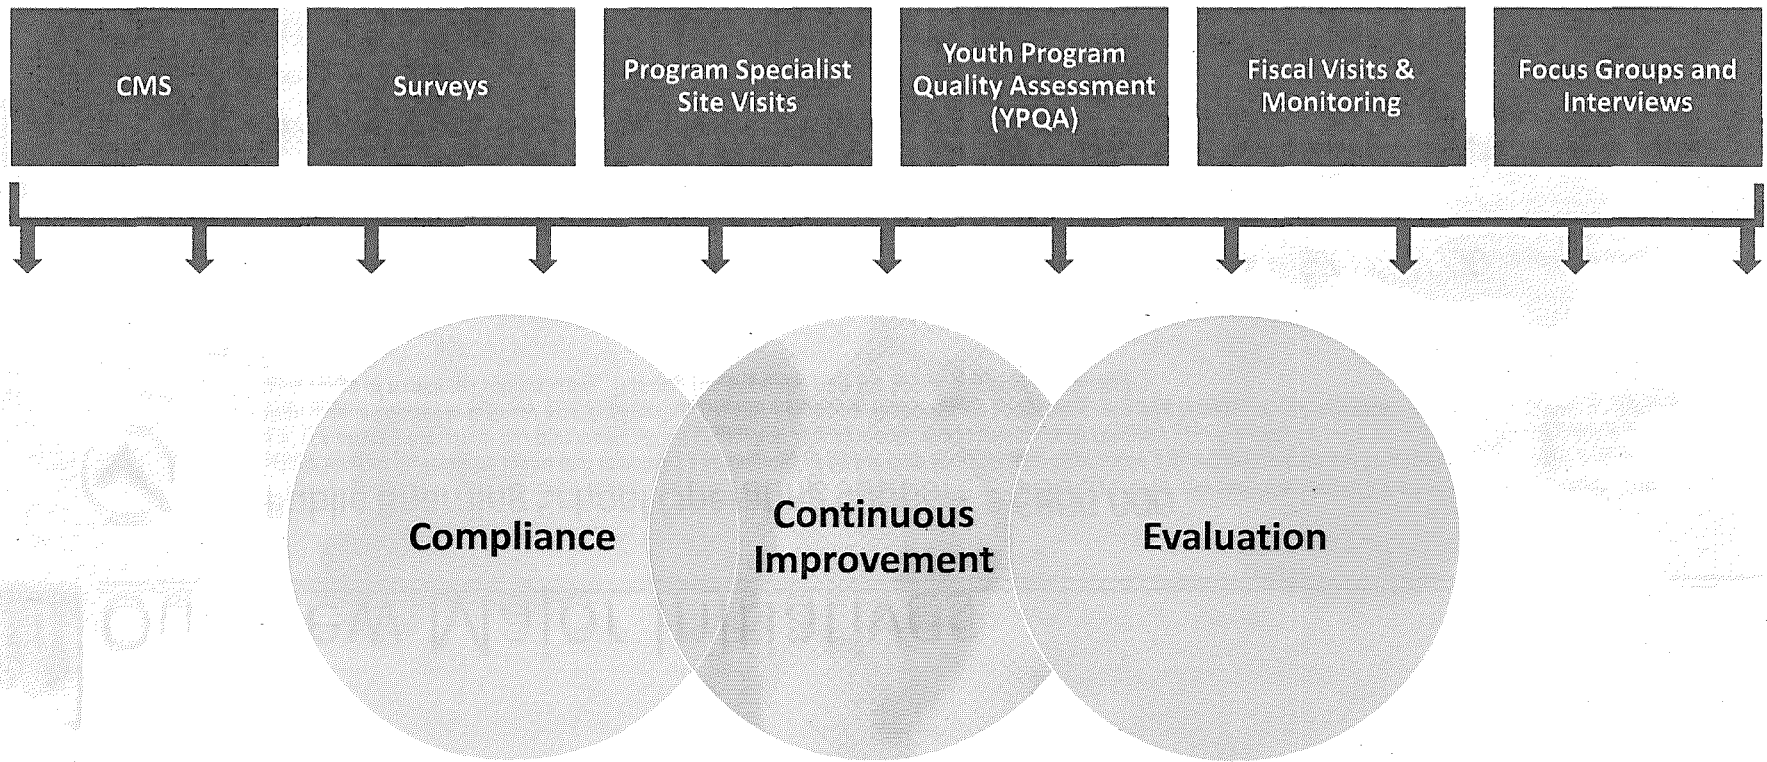 CMS
Surveys
Program Specialist
Site Visits
Youth Program
Quality Assessment
(YPQA)
Fiscal Visits &
Monitoring
Focus Groups and
Interviews
Compliance
Continuous
Improvement
Evaluation